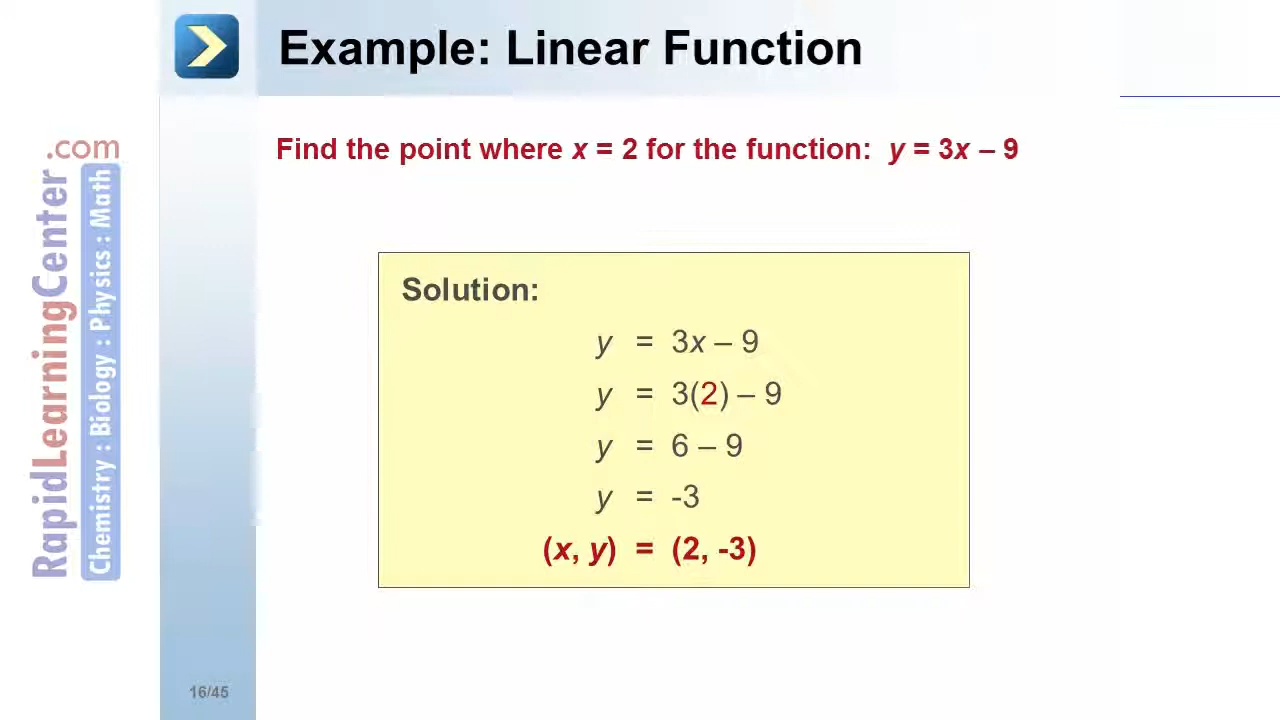 Example: Linear Function
Find the point where x = 2 for the function: y = 3x – 9
Solution:
y = 3x – 9
y = 3(2) – 9
y = 6 – 9
y = -3
(x, y) = (2, -3)
RapidLearningCenter.com
Chemistry : Biology : Physics : Math
16/45